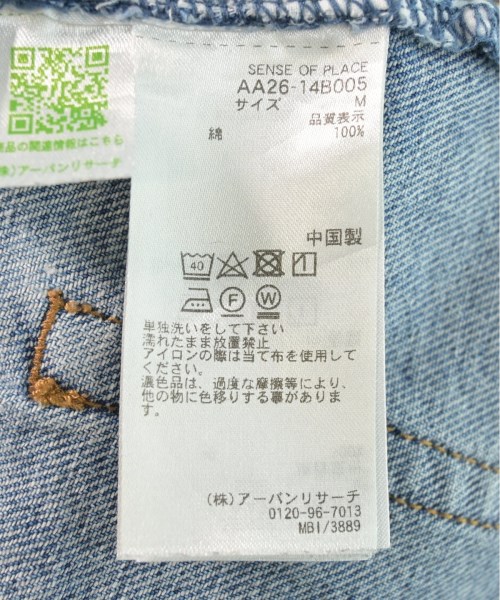 SENSE OF PLACE
AA26-14B005
サイズ M
品質表示
綿 100%
中国製
40
F W
単独洗いをして下さい
濡れたまま放置禁止
アイロンの際は当て布を使用して
ください。
濃色品は、過度な摩擦等により、
他の物に色移りする事がありま
す。
(株)アーバンリサーチ
0120-96-7013
MBI/3889
品の関連情報はこちら
(株)アーバンリサーチ